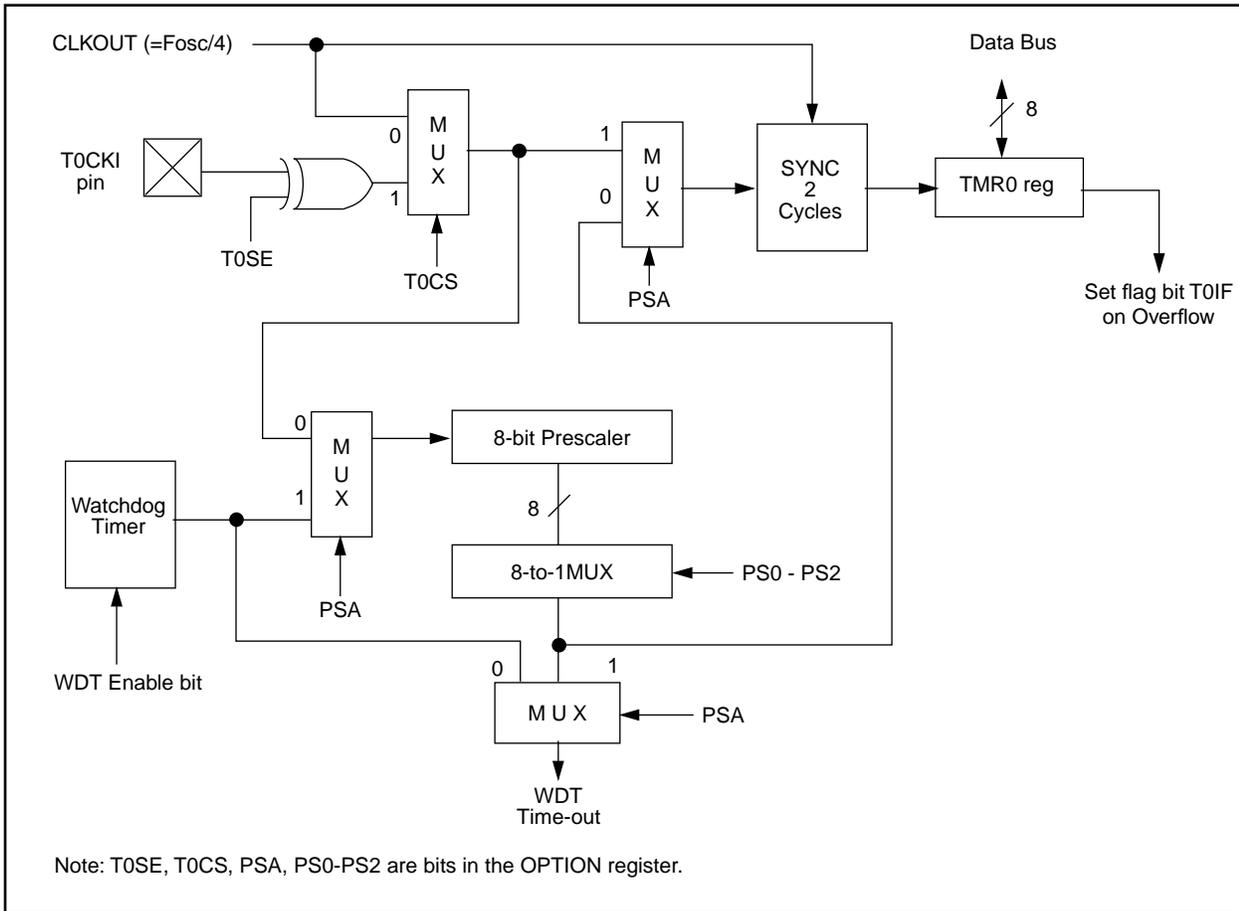 CLKOUT (=Fosc/4)
Data Bus
8
T0CKI
pin
T0SE
0
1
M
U
X
T0CS
1
0
M
U
X
PSA
SYNC
2
Cycles
TMR0 reg
Set flag bit T0IF
on Overflow
Watchdog
Timer
WDT Enable bit
0
1
M
U
X
PSA
8-bit Prescaler
8
8-to-1MUX
PS0 - PS2
0
1
M U X
PSA
WDT
Time-out
Note: T0SE, T0CS, PSA, PS0-PS2 are bits in the OPTION register.